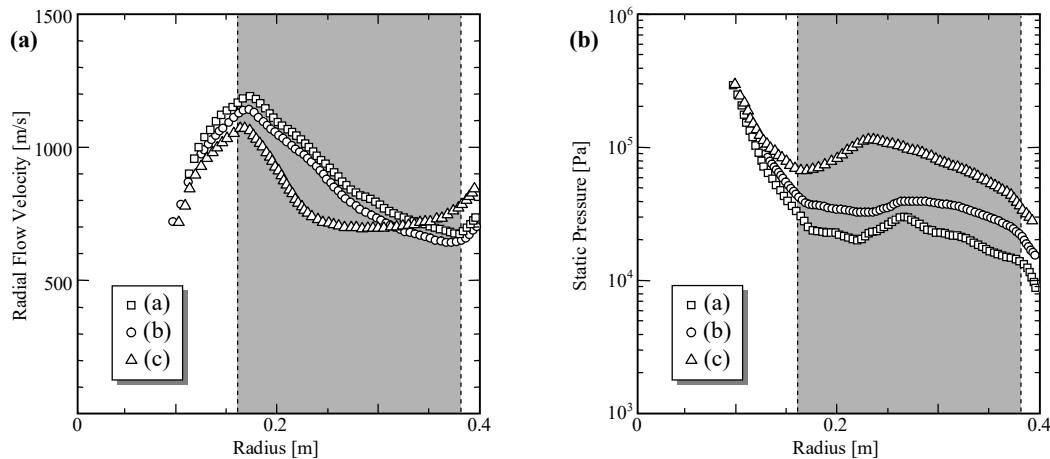 (a)
Radial Flow Velocity [m/s]
1500
1000
500
0
0
0.2
0.4
Radius [m]
(a)
(b)
(c)
(b)
Static Pressure [Pa]
10^6
10^5
10^4
10^3
0
0.2
0.4
Radius [m]
(a)
(b)
(c)